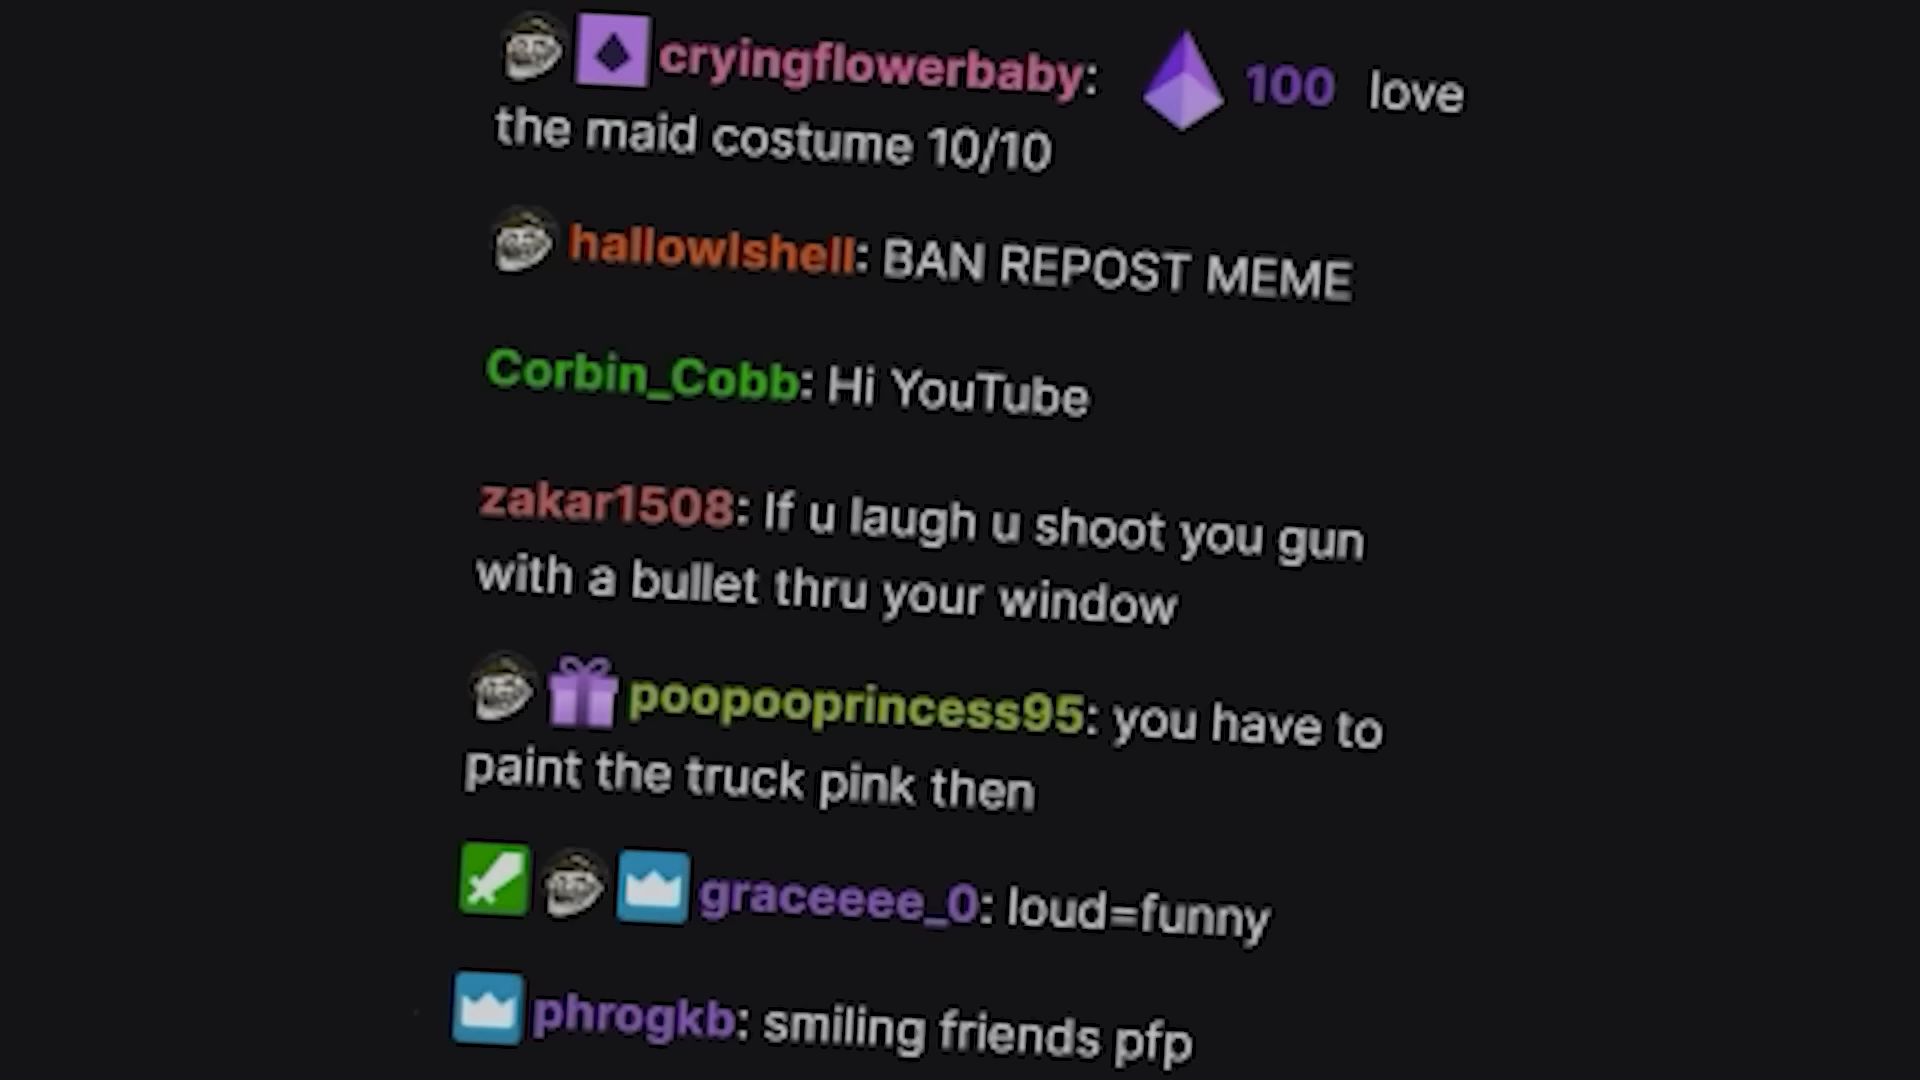 cryingflowerbaby: 100 love
the maid costume 10/10
hallowlshell: BAN REPOST MEME
Corbin_Cobb: Hi YouTube
zakar1508: If u laugh u shoot you gun
with a bullet thru your window
poopooprincess95: you have to
paint the truck pink then
graceeee_0: loud=funny
phrogkb: smiling friends pfp